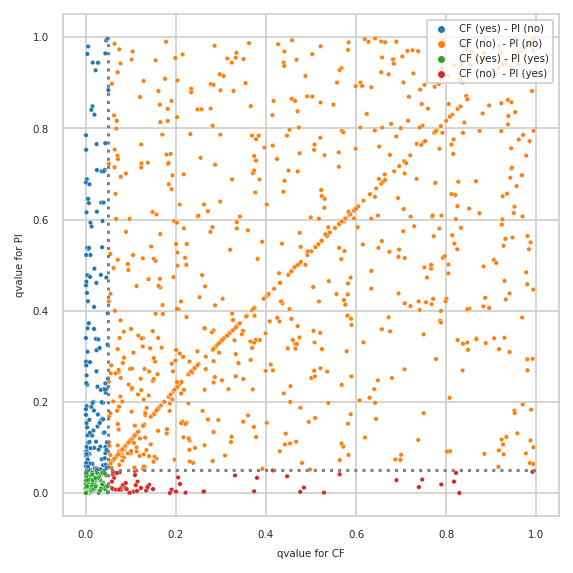 CF (yes) - PI (no)
CF (no) - PI (no)
CF (yes) - PI (yes)
CF (no) - PI (yes)
1.0
0.8
0.6
0.4
0.2
0.0
qvalue for PI
0.0 0.2 0.4 0.6 0.8 1.0
qvalue for CF